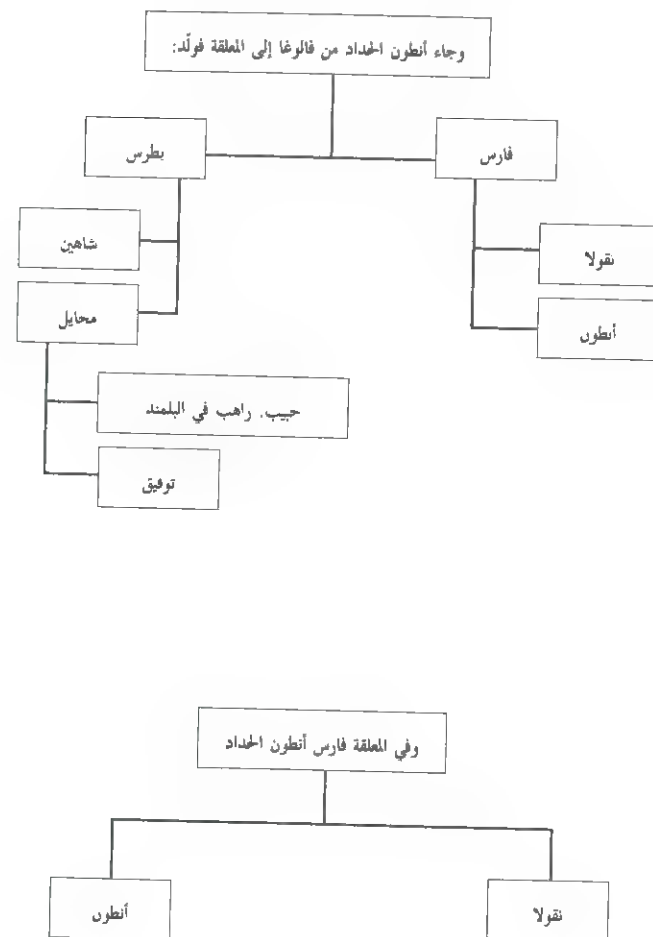 وجاء أنطون الحداد من فالوغا إلى المعلقة فولّد:
فارس
بطرس
نقولا
أنطون
شاهين
محايل
حبيب. راهب في البلمند
توفيق
وفي المعلقة فارس أنطون الحداد
نقولا
أنطون